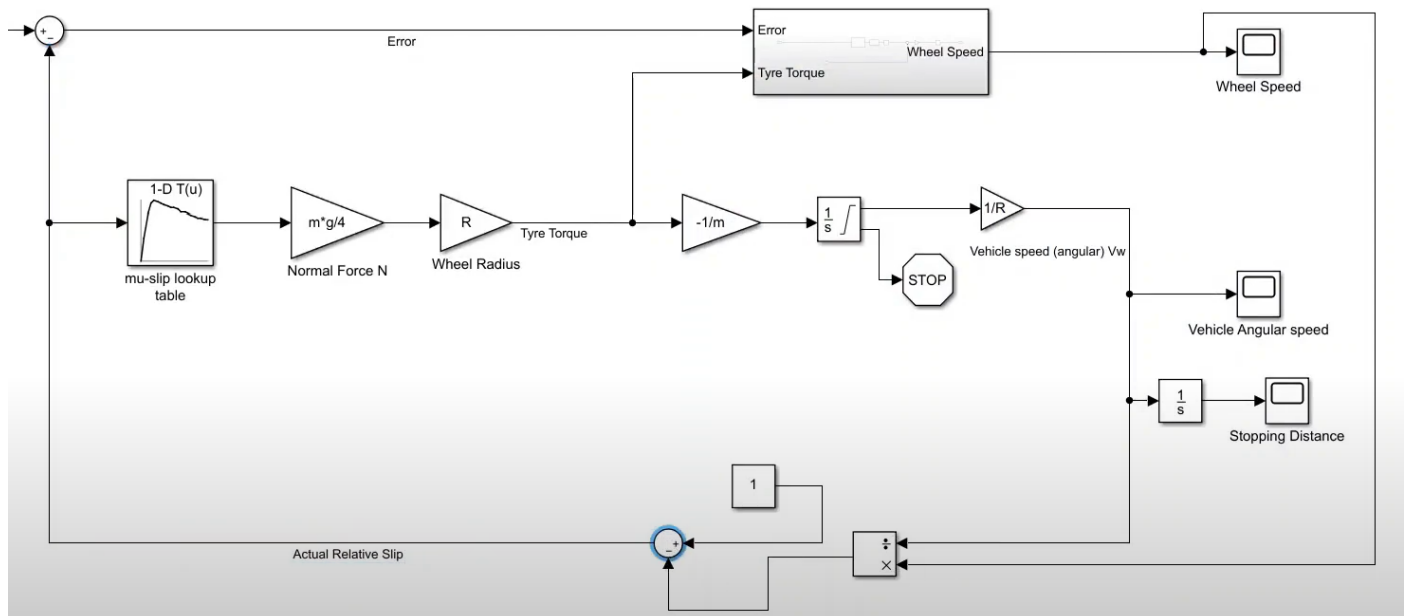 +
−
Error
Error
Tyre Torque
Wheel Speed
Wheel Speed
1-D T(u)
mu-slip lookup
table
m*g/4
Normal Force N
R
Wheel Radius
Tyre Torque
-1/m
1
s
STOP
1/R
Vehicle speed (angular) Vw
Vehicle Angular speed
1
s
Stopping Distance
1
Actual Relative Slip
−
+
÷
×